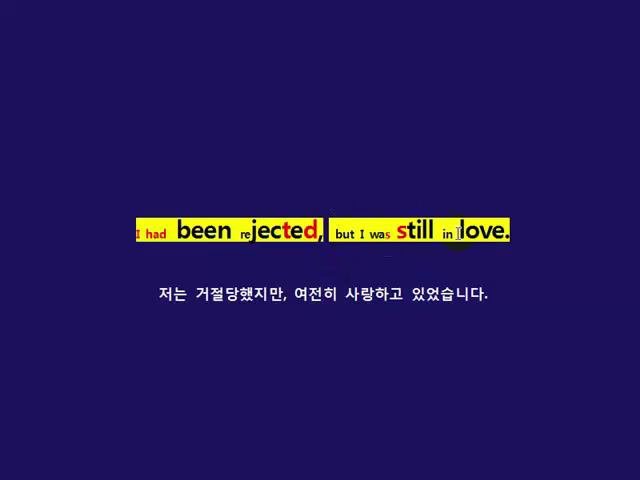 I had been rejected, but I was still in love.
저는 거절당했지만, 여전히 사랑하고 있었습니다.